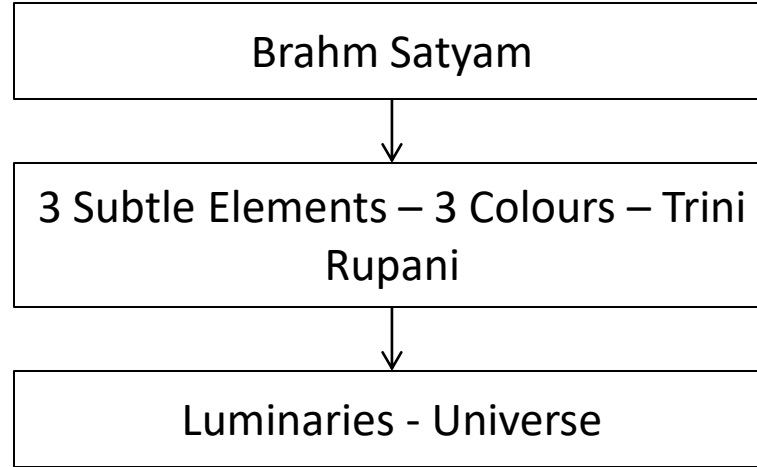 Brahm Satyam
3 Subtle Elements – 3 Colours – Trini
Rupani
Luminaries - Universe